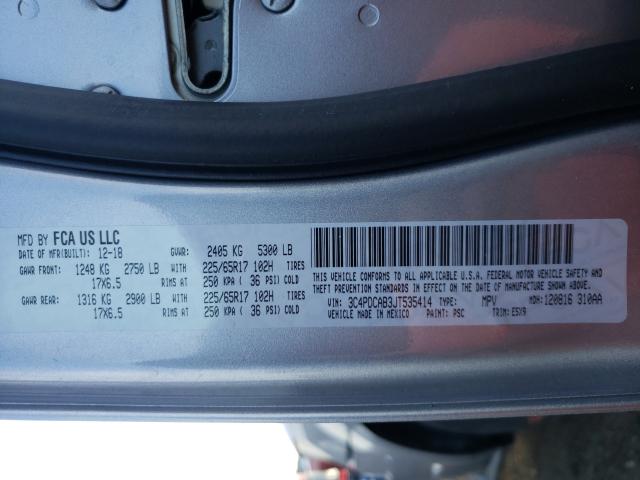 MFD BY FCA US LLC
DATE OF MFR(BUILT): 12-18 GVWR: 2405 KG 5300 LB
GAWR FRONT: 1248 KG 2750 LB WITH 225/65R17 102H TIRES
17X6.5 RIMS AT 250 KPA ( 36 PSI) COLD
GAWR REAR: 1316 KG 2900 LB WITH 225/65R17 102H TIRES
17X6.5 RIMS AT 250 KPA ( 36 PSI) COLD
THIS VEHICLE CONFORMS TO ALL APPLICABLE U.S.A. FEDERAL MOTOR VEHICLE SAFETY, BUMPER AND
THEFT PREVENTION STANDARDS IN EFFECT ON THE DATE OF MANUFACTURE SHOWN ABOVE.
VIN: 3C4PDCAB3JT535414 TYPE: MPV MDH: 120816 310AA
VEHICLE MADE IN MEXICO PAINT: PSC TRIM: E5X9